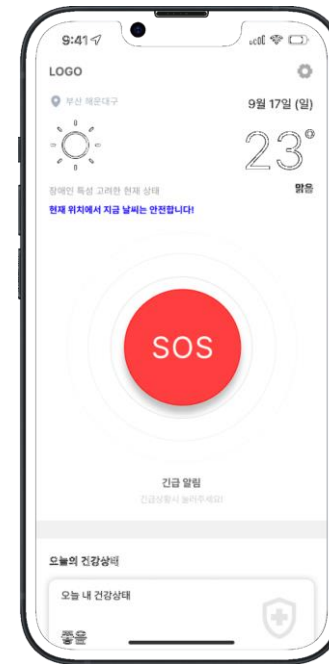 9:41
LOGO
부산 해운대구
9월 17일 (일)
23°
맑음
장애인 특성 고려한 현재 상태
현재 위치에서 지금 날씨는 안전합니다!
SOS
긴급 알림
긴급상황시 눌러주세요!
오늘의 건강상태
오늘 내 건강상태
좋음